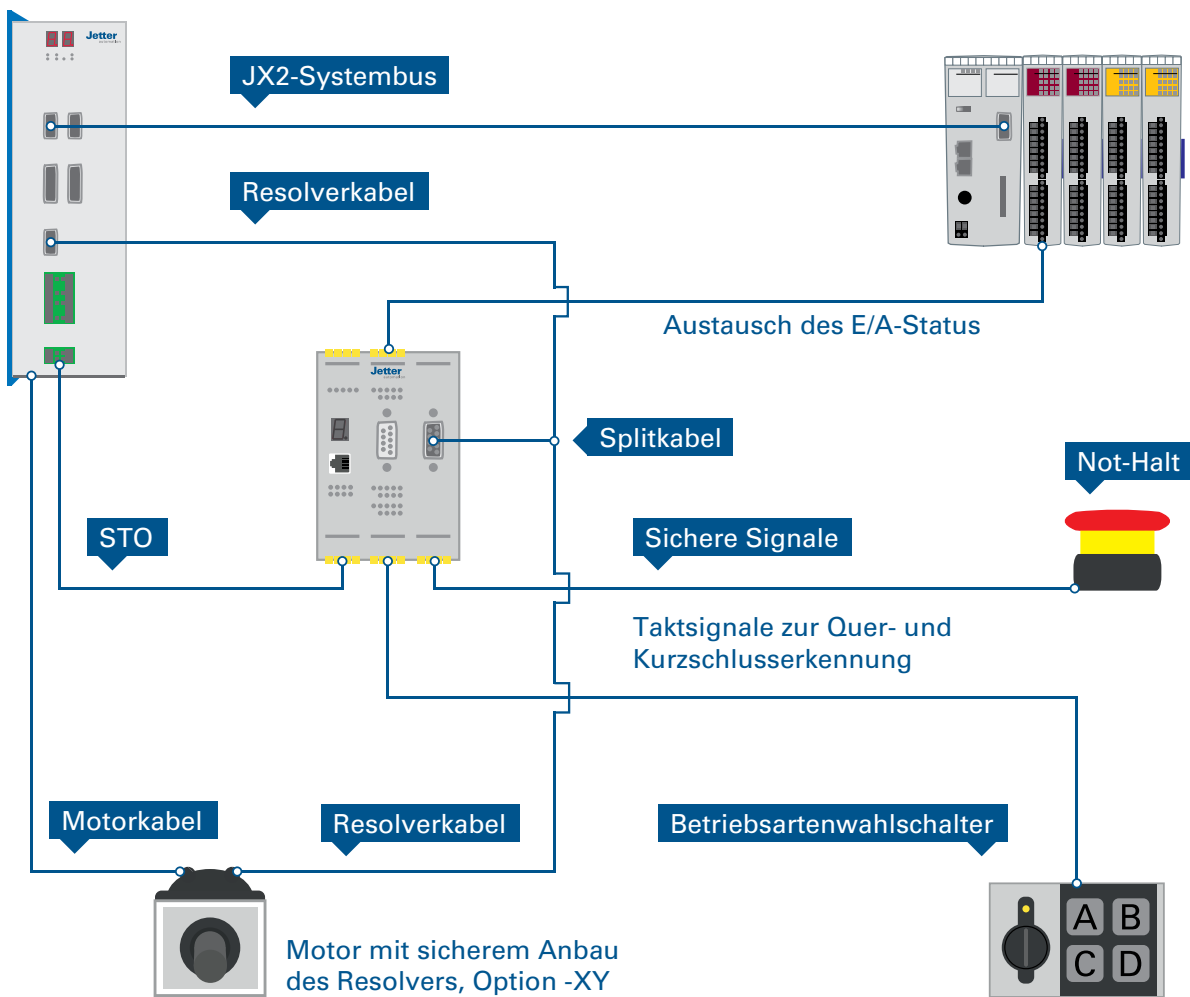 Jetter
JX2-Systembus
Resolverkabel
Austausch des E/A-Status
Jetter
Splitkabel
Not-Halt
STO
Sichere Signale
Taktsignale zur Quer- und
Kurzschlusserkennung
Motorkabel
Resolverkabel
Betriebsartenwahlschalter
A B
C D
Motor mit sicherem Anbau
des Resolvers, Option -XY